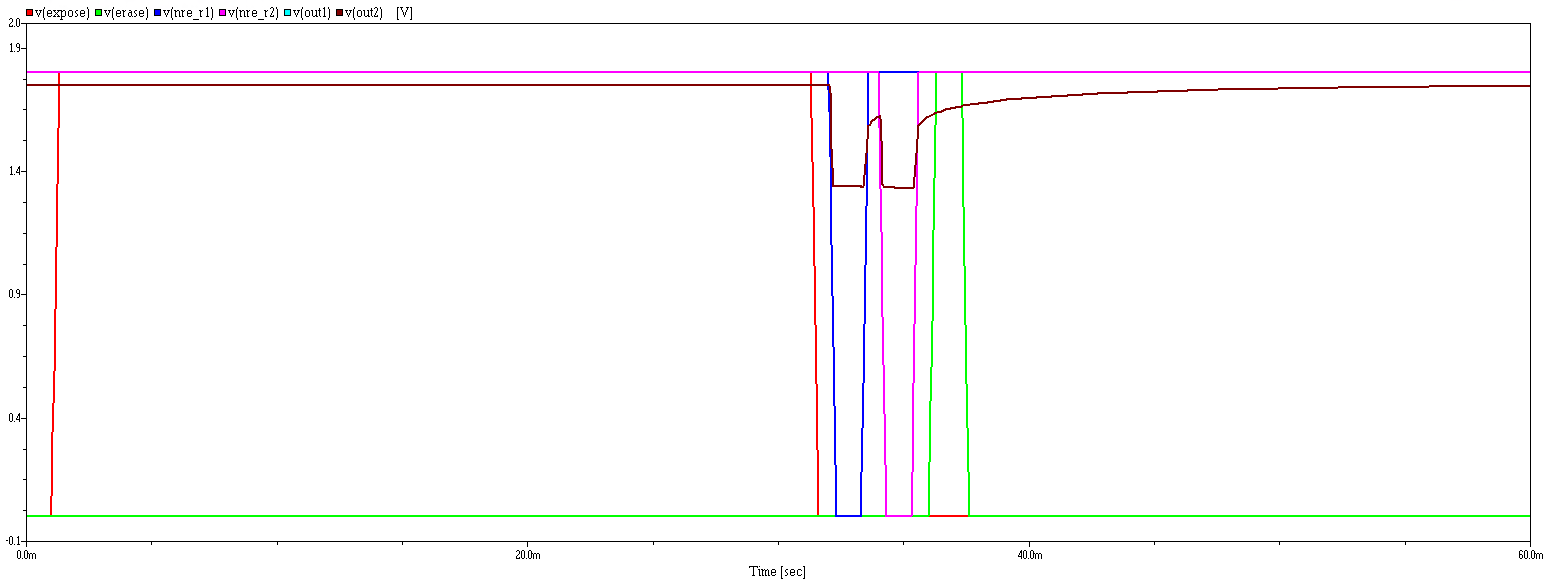 v(expose) v(erase) v(nre_r1) v(nre_r2) v(out1) v(out2) [V]
2.0
1.9
1.4
0.9
0.4
-0.1
0.0m 20.0m 40.0m 60.0m
Time [sec]